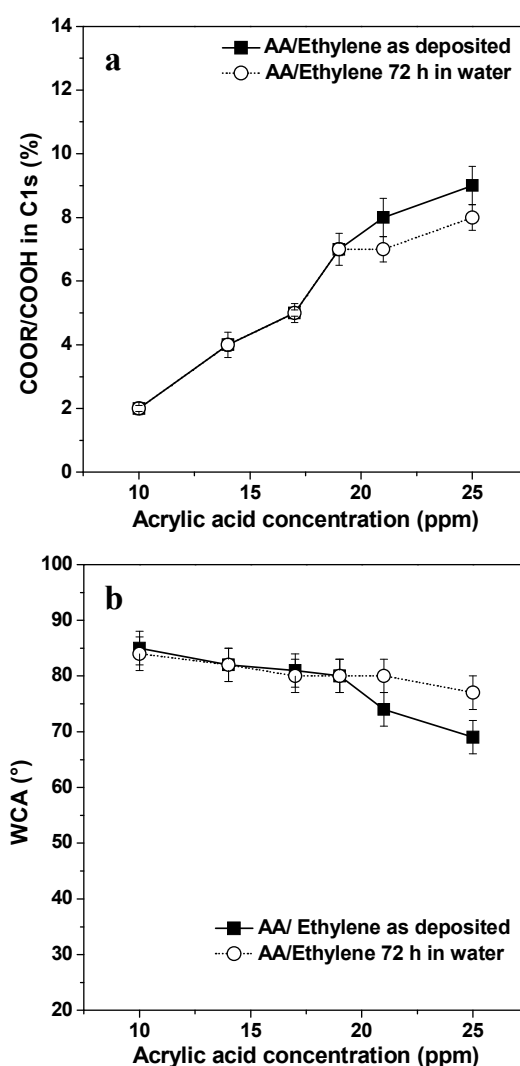 a
AA/Ethylene as deposited
AA/Ethylene 72 h in water
COOR/COOH in C1s (%)
14
12
10
8
6
4
2
0
10 15 20 25
Acrylic acid concentration (ppm)
b
WCA (°)
100
90
80
70
60
50
40
30
20
AA/ Ethylene as deposited
AA/Ethylene 72 h in water
10 15 20 25
Acrylic acid concentration (ppm)